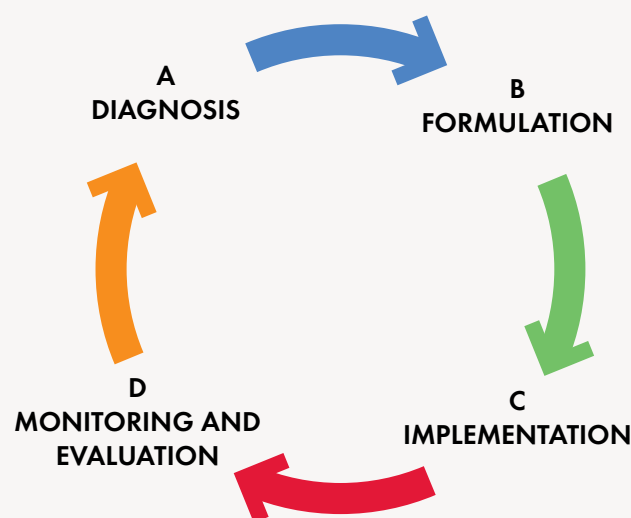 A
DIAGNOSIS
B
FORMULATION
C
IMPLEMENTATION
D
MONITORING AND
EVALUATION